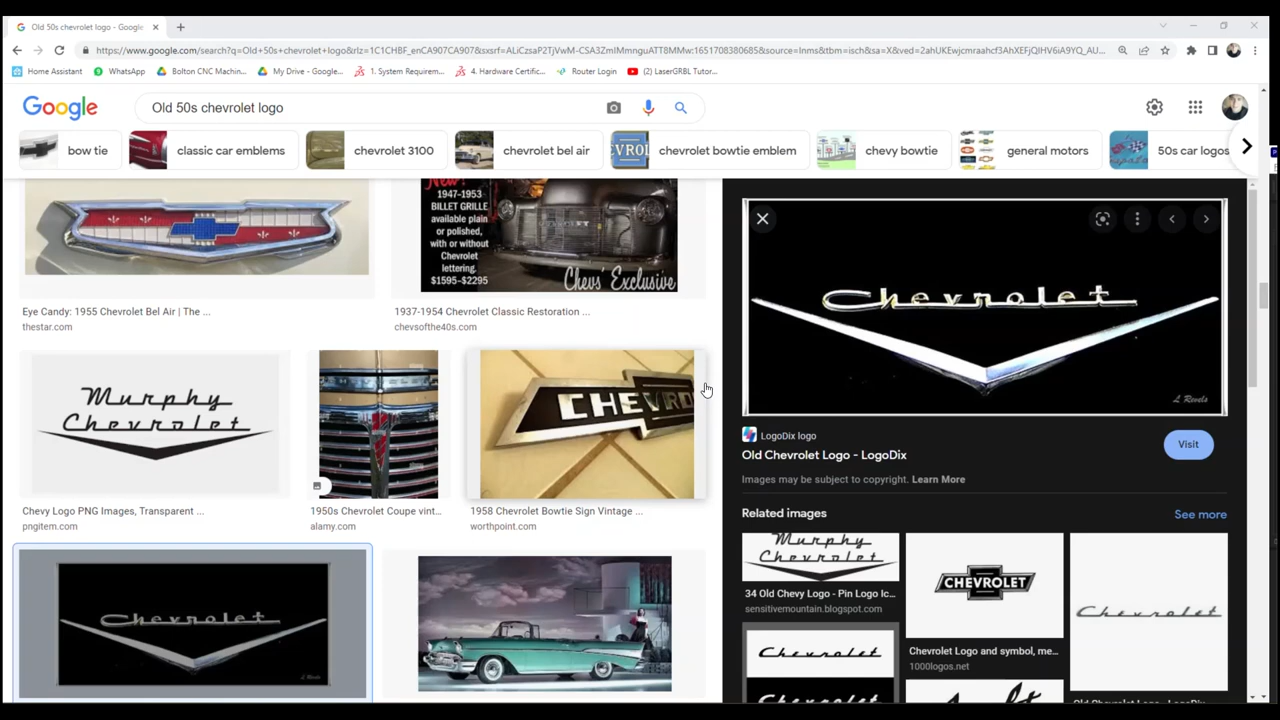 Old 50s chevrolet logo - Google
https://www.google.com/search?q=Old+50s+chevrolet+logo&rlz=1C1CHBF_enCA907CA907&sxsrf=ALiCzsaP2TjVwM-CSA3ZmIMmnguATT8MMw:1651708380685&source=lnms&tbm=isch&sa=X&ved=2ahUKEwjcmraahcf3AhXEFjQIHV6iA9YQ_AU...
Home Assistant WhatsApp Bolton CNC Machin... My Drive - Google... 1. System Requirem... 4. Hardware Certific... Router Login LaserGRBL Tutor...
Google Old 50s chevrolet logo
bow tie classic car emb chevrolet 3100 chevrolet bel air EVROL chevrolet bowtie emblem chevy bowtie general motors 50s car logos
New!
1947-1953
BILLET GRILLE
available plain
or polished,
with or without
Chevrolet
lettering.
$1595-$2295
Chevs' Exclusive
Eye Candy: 1955 Chevrolet Bel Air | The ...
thestar.com
1937-1954 Chevrolet Classic Restoration ...
chevsofthe40s.com
Murphy
Chevrolet
CHEVRO
Chevy Logo PNG Images, Transparent ...
pngitem.com
1950s Chevrolet Coupe vint...
alamy.com
1958 Chevrolet Bowtie Sign Vintage ...
worthpoint.com
Chevrolet
L Revels
Chevrolet
L Revels
LogoDix logo
Visit
Old Chevrolet Logo - LogoDix
Images may be subject to copyright. Learn More
Related images
See more
Murphy
Chevrolet
34 Old Chevy Logo - Pin Logo Ic...
sensitivemountain.blogspot.com
CHEVROLET
Chevrolet Logo and symbol, me...
1000logos.net
Chevrolet
Chevrolet
Chevrolet